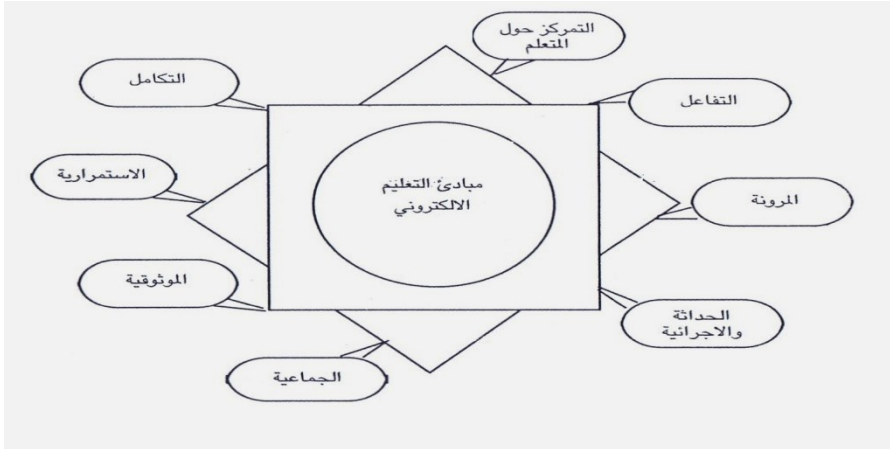 مبادئ التعليم
الالكتروني
التمركز حول
المتعلم
التفاعل
المرونة
الحداثة
والاجرائية
الجماعية
الموثوقية
الاستمرارية
التكامل